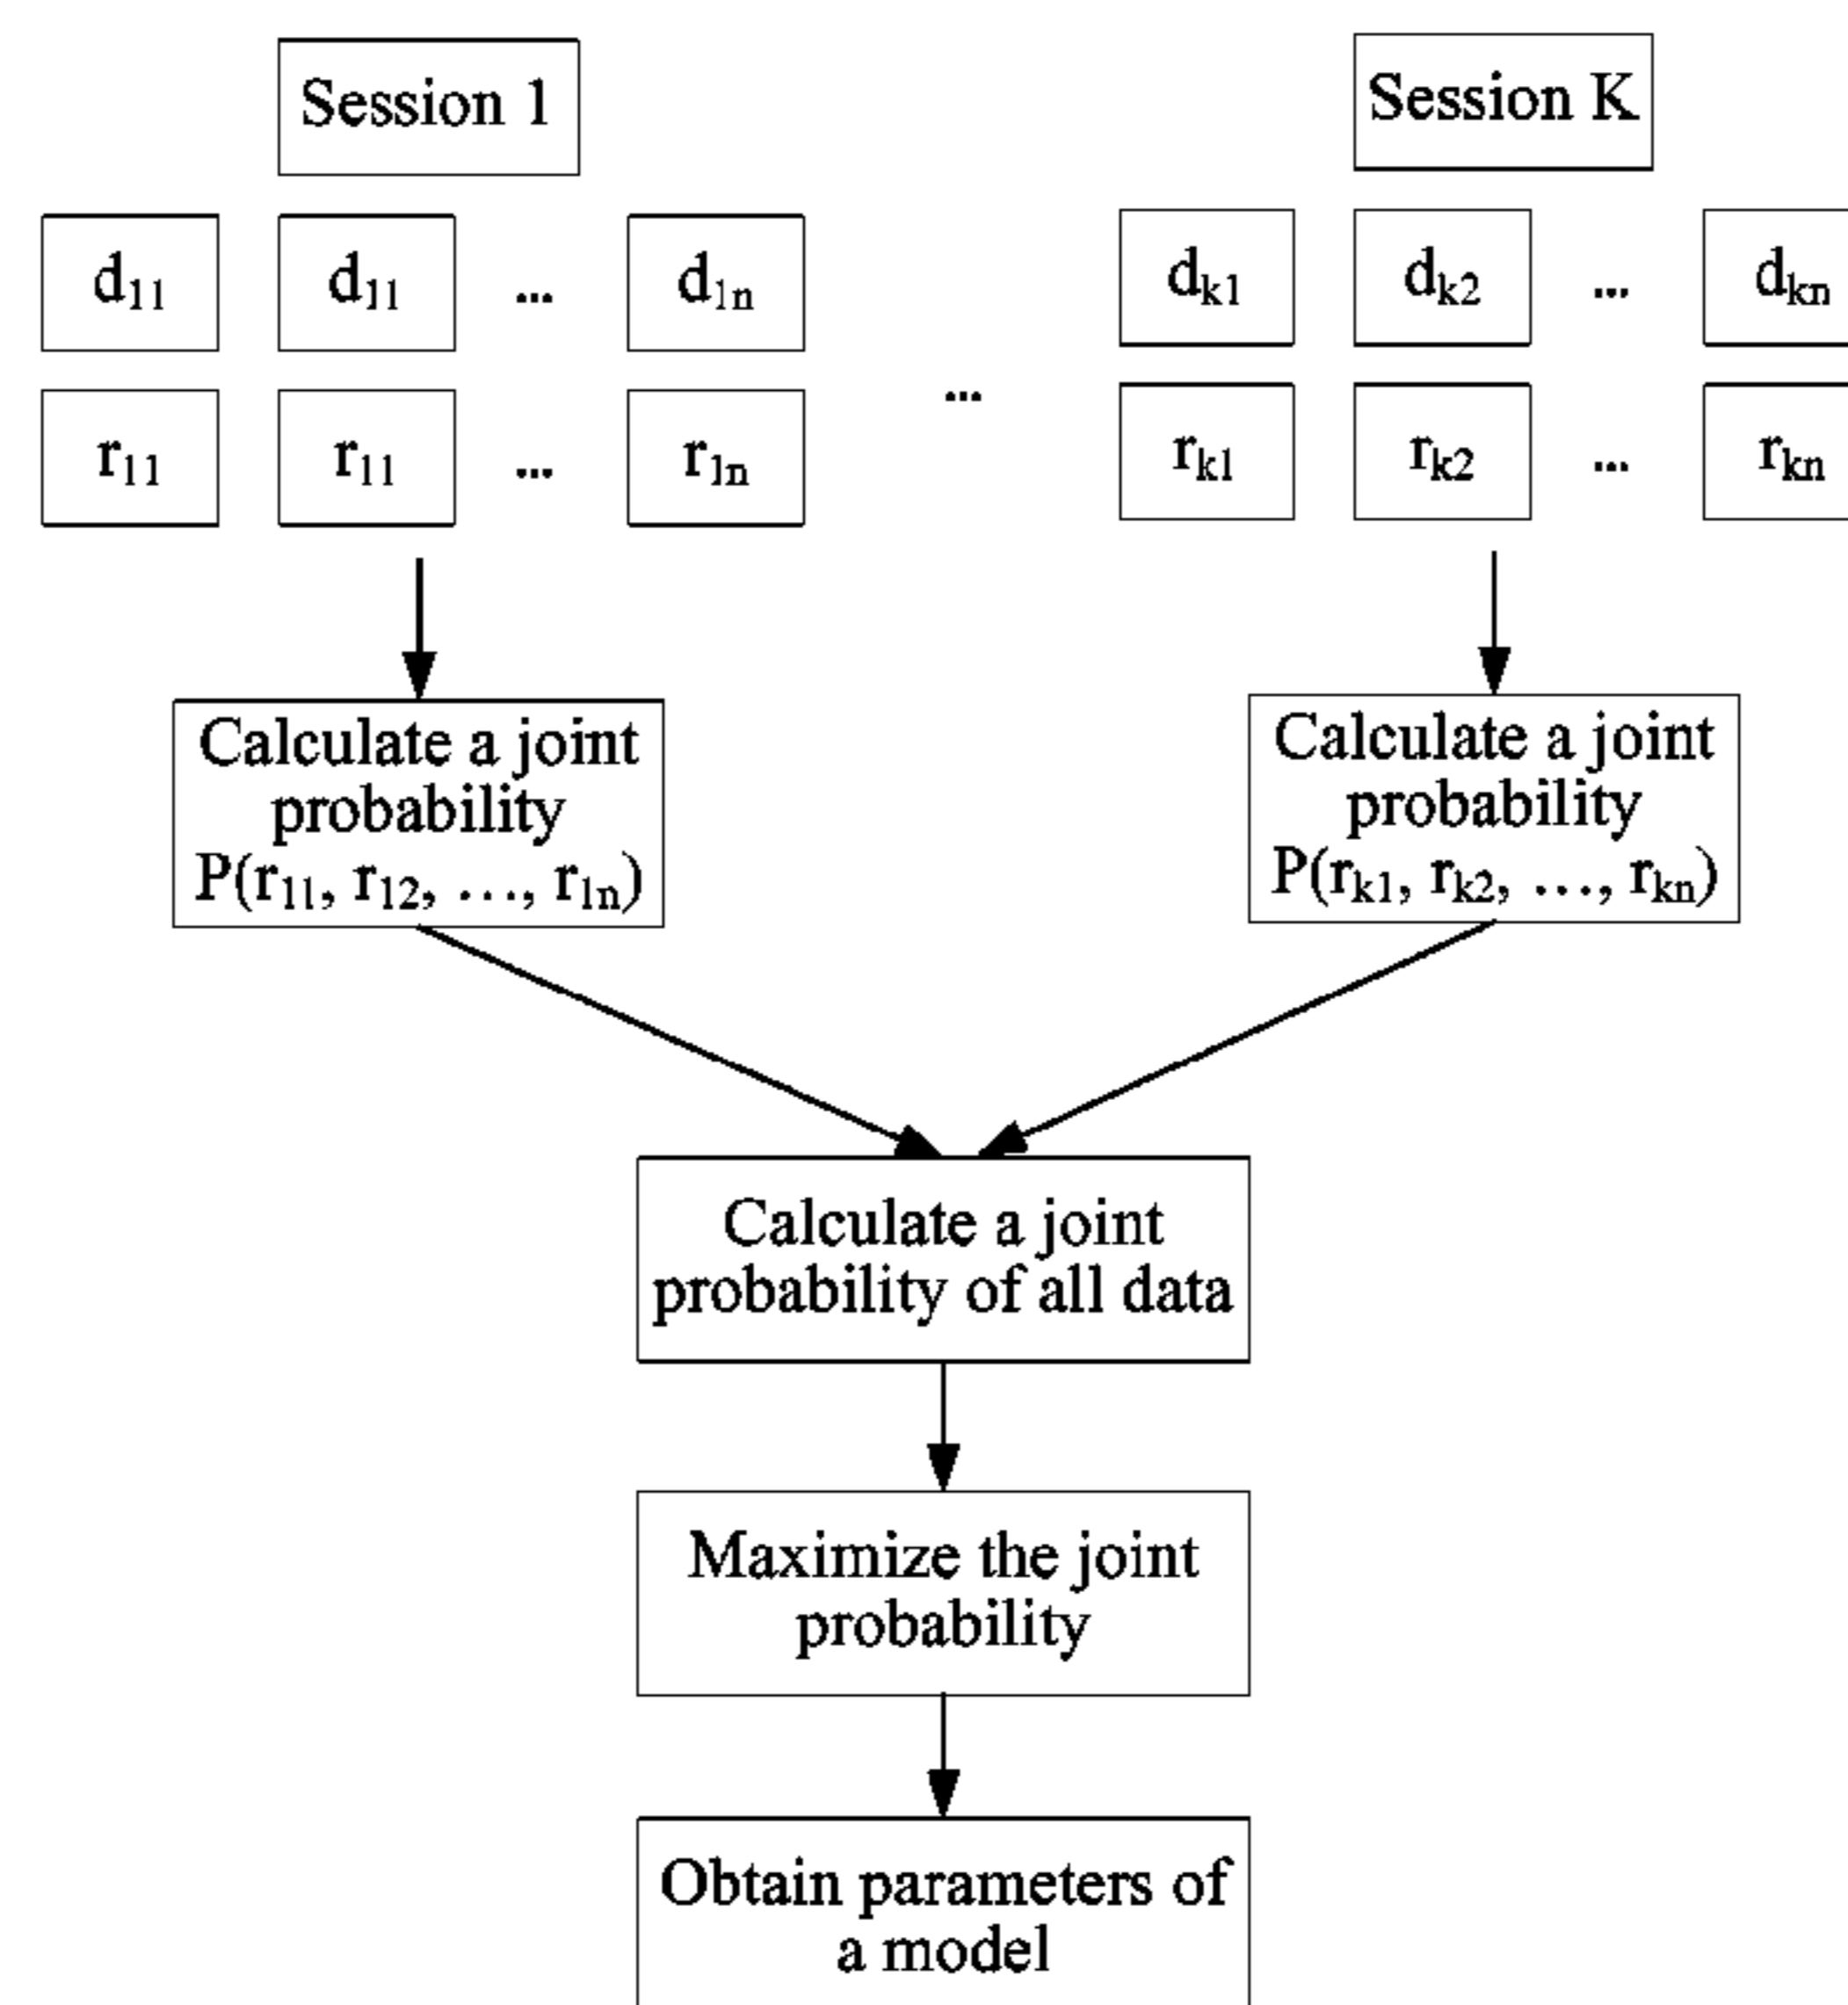 Session 1
d₁₁ d₁₁ ... d₁ₙ
r₁₁ r₁₁ ... r₁ₙ
...
Session K
dₖ₁ dₖ₂ ... dₖₙ
rₖ₁ rₖ₂ ... rₖₙ
Calculate a joint
probability
P(r₁₁, r₁₂, …, r₁ₙ)
Calculate a joint
probability
P(rₖ₁, rₖ₂, …, rₖₙ)
Calculate a joint
probability of all data
Maximize the joint
probability
Obtain parameters of
a model